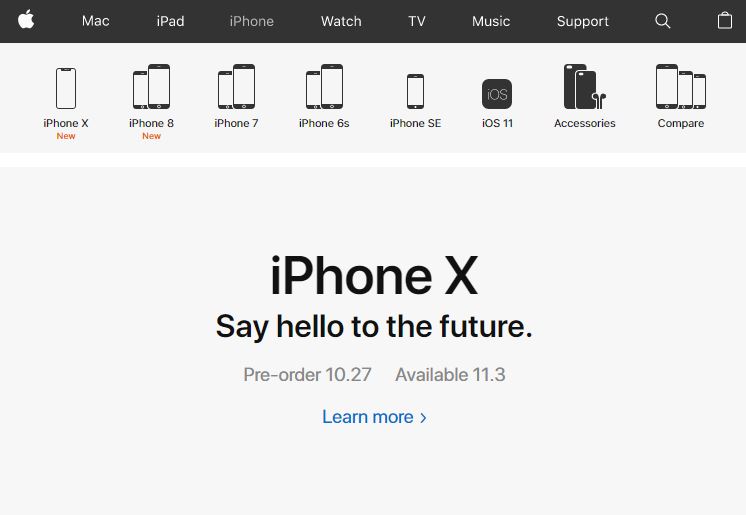 Mac iPad iPhone Watch TV Music Support
iPhone X iPhone 8 iPhone 7 iPhone 6s iPhone SE iOS iOS 11 Accessories Compare
New New
iPhone X
Say hello to the future.
Pre-order 10.27 Available 11.3
Learn more >